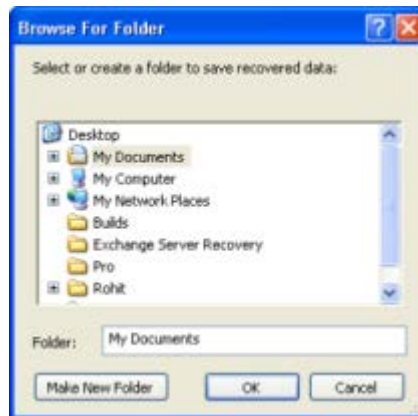 Browse For Folder
Select or create a folder to save recovered data:
Desktop
My Documents
My Computer
My Network Places
Builds
Exchange Server Recovery
Pro
Rohit
Folder: My Documents
Make New Folder OK Cancel